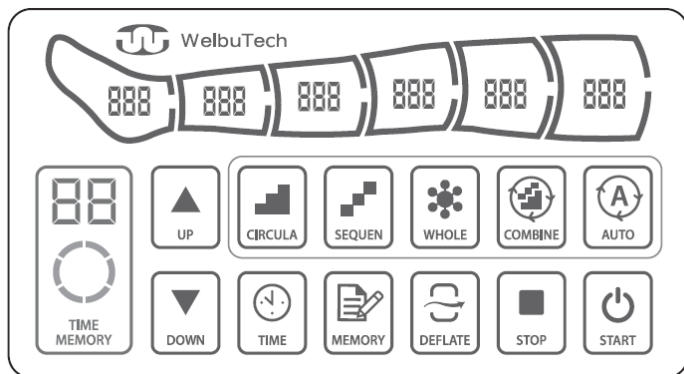 WelbuTech
888 888 888 888 888 888
88
UP CIRCULA SEQUEN WHOLE COMBINE A AUTO
TIME
MEMORY
DOWN TIME MEMORY DEFLATE STOP START